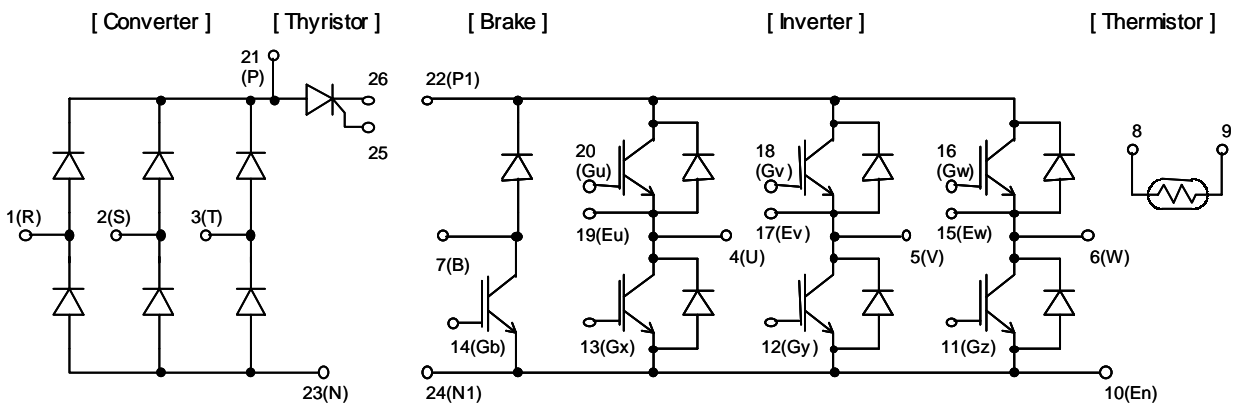 [ Converter ] [ Thyristor ] [ Brake ] [ Inverter ] [ Thermistor ]
21
(P)
26
25
22(P1)
20
(Gu)
18
(Gv)
16
(Gw)
8
9
1(R)
2(S)
3(T)
7(B)
19(Eu)
4(U)
17(Ev)
5(V)
15(Ew)
6(W)
14(Gb)
13(Gx)
12(Gy)
11(Gz)
23(N)
24(N1)
10(En)